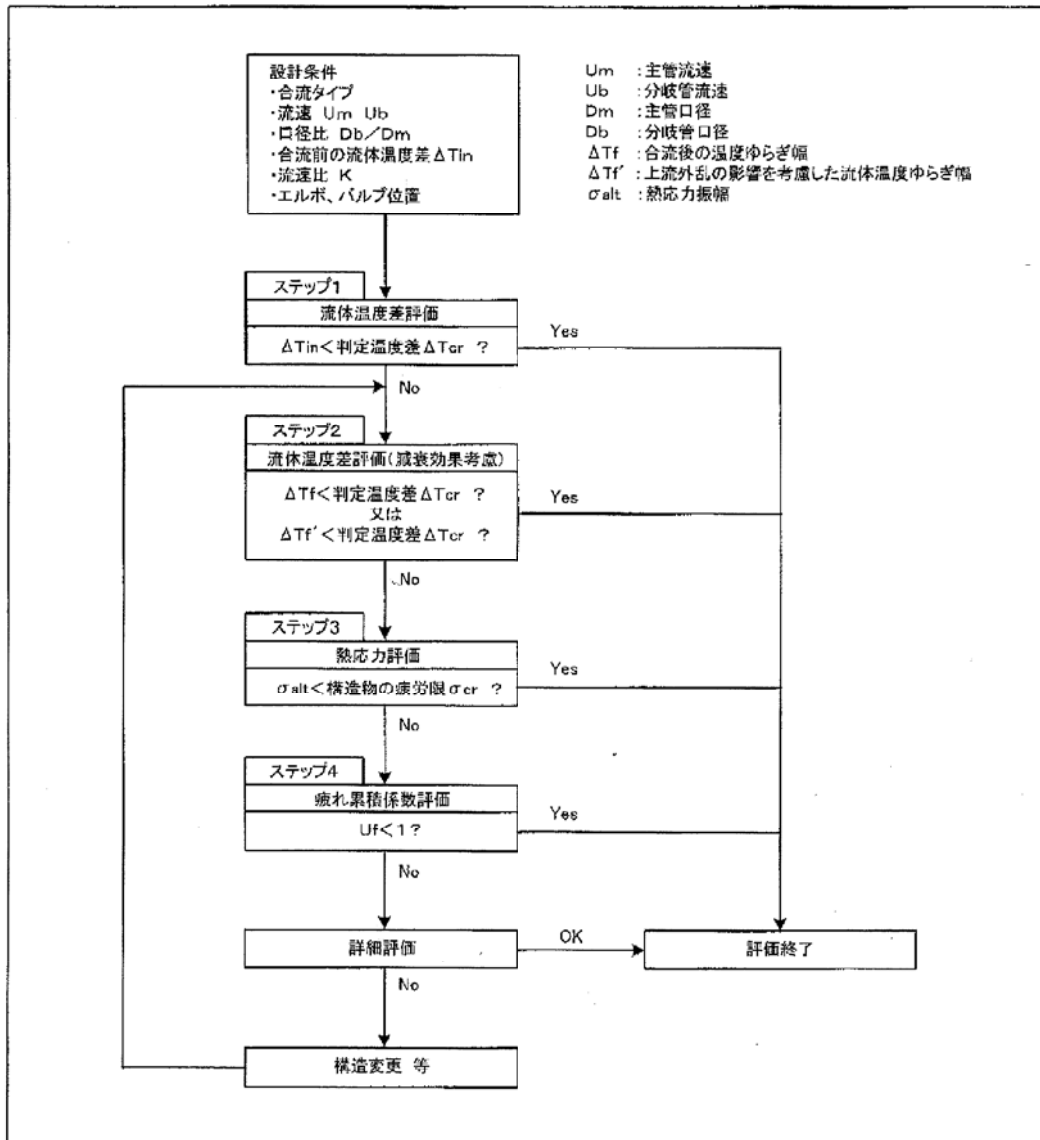 設計条件
・合流タイプ
・流速 Um Ub
・口径比 Db/Dm
・合流前の流体温度差ΔTin
・流速比 K
・エルボ、バルブ位置
Um :主管流速
Ub :分岐管流速
Dm :主管口径
Db :分岐管口径
ΔTf :合流後の温度ゆらぎ幅
ΔTf' :上流外乱の影響を考慮した流体温度ゆらぎ幅
σalt :熱応力振幅
ステップ1
流体温度差評価
ΔTin<判定温度差ΔTcr ?
Yes
No
ステップ2
流体温度差評価(減衰効果考慮)
ΔTf<判定温度差ΔTcr ?
又は
ΔTf'<判定温度差ΔTcr ?
Yes
No
ステップ3
熱応力評価
σalt<構造物の疲労限σcr ?
Yes
No
ステップ4
疲れ累積係数評価
Uf<1?
Yes
No
詳細評価
OK
評価終了
No
構造変更 等